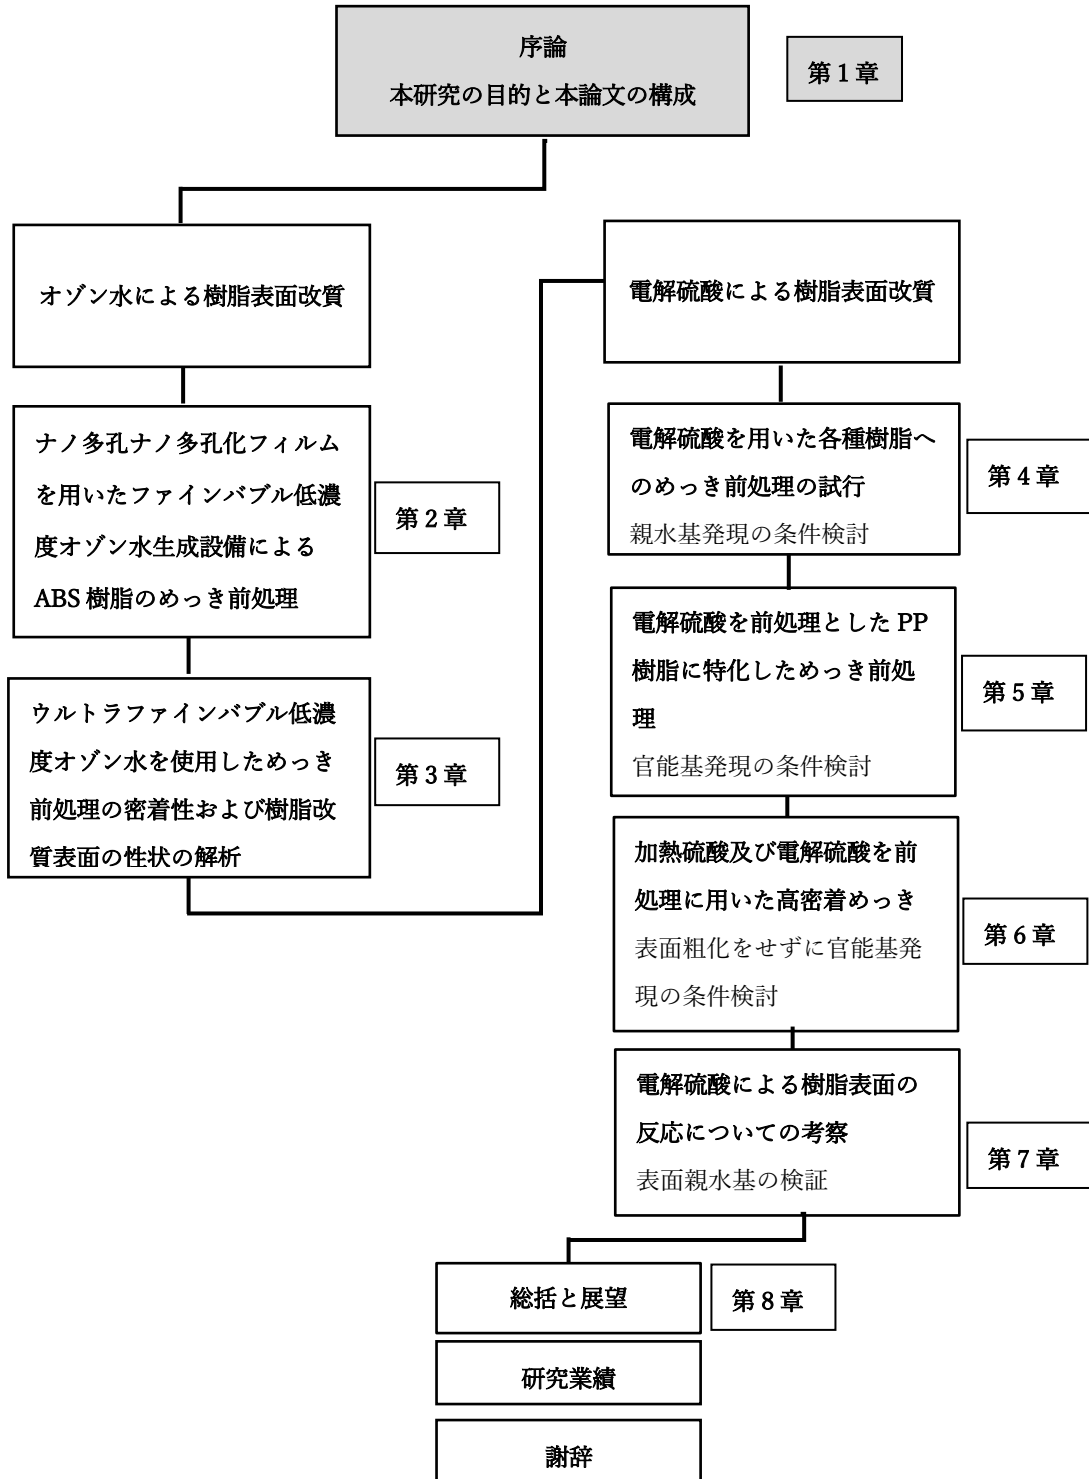 序論
本研究の目的と本論文の構成
第1章
オゾン水による樹脂表面改質
ナノ多孔ナノ多孔化フィルム
を用いたファインバブル低濃
度オゾン水生成設備による
ABS 樹脂のめっき前処理
第2章
ウルトラファインバブル低濃
度オゾン水を使用しためっき
前処理の密着性および樹脂改
質表面の性状の解析
第3章
電解硫酸による樹脂表面改質
電解硫酸を用いた各種樹脂へ
のめっき前処理の試行
親水基発現の条件検討
第4章
電解硫酸を前処理とした PP
樹脂に特化しためっき前処
理
官能基発現の条件検討
第5章
加熱硫酸及び電解硫酸を前
処理に用いた高密着めっき
表面粗化をせずに官能基発
現の条件検討
第6章
電解硫酸による樹脂表面の
反応についての考察
表面親水基の検証
第7章
総括と展望
第8章
研究業績
謝辞